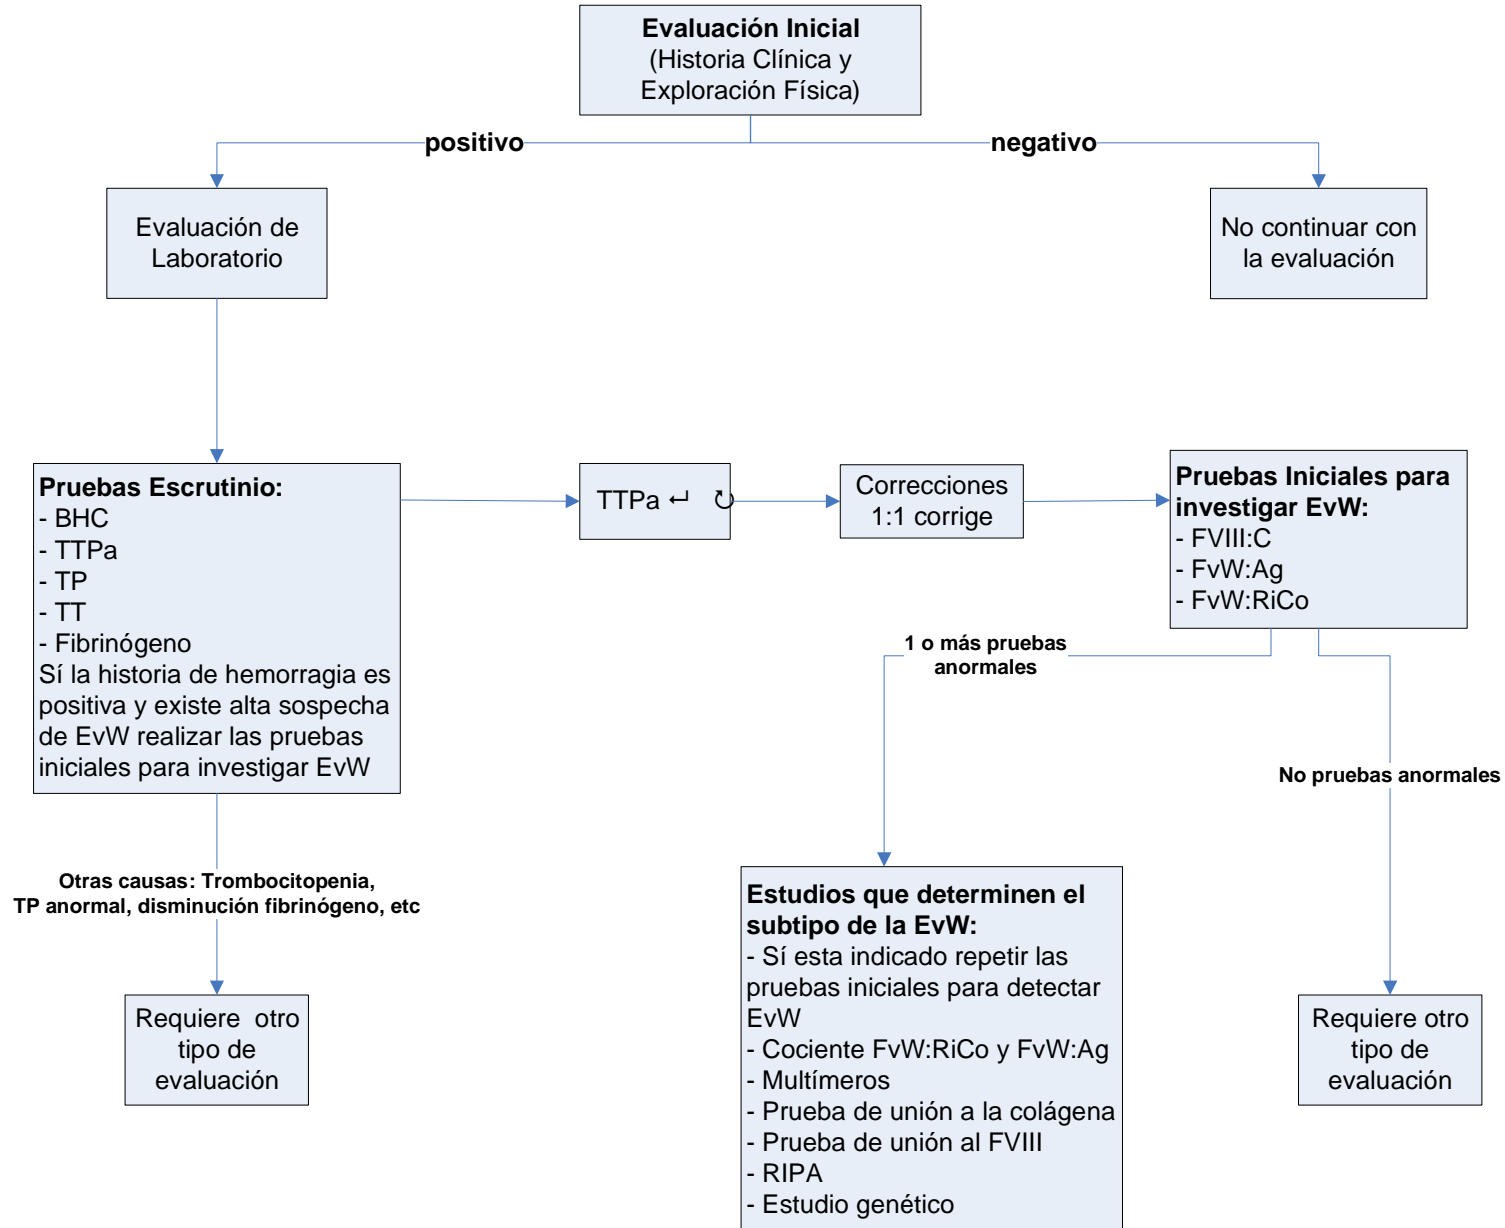 Evaluación Inicial
(Historia Clínica y
Exploración Física)
positivo
negativo
Evaluación de
Laboratorio
No continuar con
la evaluación
Pruebas Escrutinio:
- BHC
- TTPa
- TP
- TT
- Fibrinógeno
Sí la historia de hemorragia es
positiva y existe alta sospecha
de EvW realizar las pruebas
iniciales para investigar EvW
TTPa ↵ ↻
Correcciones
1:1 corrige
Pruebas Iniciales para
investigar EvW:
- FVIII:C
- FvW:Ag
- FvW:RiCo
1 o más pruebas
anormales
No pruebas anormales
Otras causas: Trombocitopenia,
TP anormal, disminución fibrinógeno, etc
Requiere otro
tipo de
evaluación
Estudios que determinen el
subtipo de la EvW:
- Sí esta indicado repetir las
pruebas iniciales para detectar
EvW
- Cociente FvW:RiCo y FvW:Ag
- Multímeros
- Prueba de unión a la colágena
- Prueba de unión al FVIII
- RIPA
- Estudio genético
Requiere otro
tipo de
evaluación